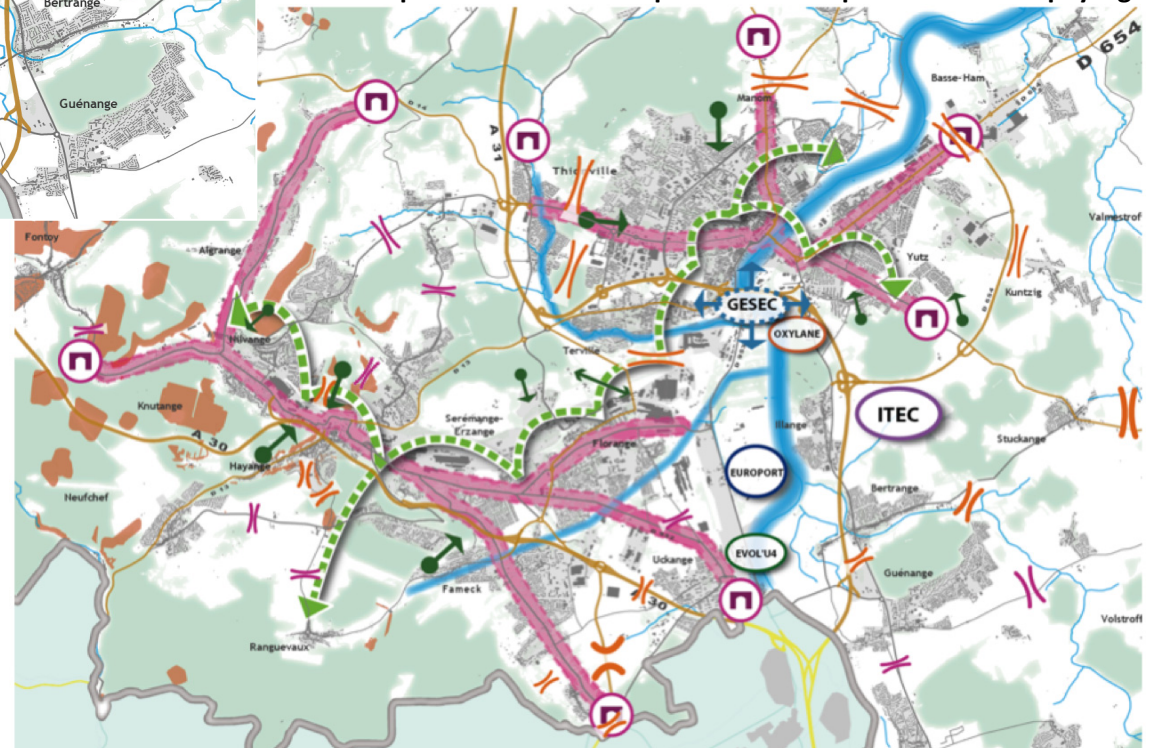 Bertrange
Guénange
Basse-Ham
D 654
Manom
A 31
Thionville
Fontoy
Algrange
Valmestrof
Yutz
Kuntzig
GESEC
OXYLANE
Nilvange
Terville
Knutange
A 30
Serémange-
Erzange
ITEC
Hayange
Florange
Illange
Stuckange
Neufchef
EUROPORT
Bertrange
EVOL'U4
Uckange
Guénange
Fameck
A 30
Volstroff
Ranguevaux